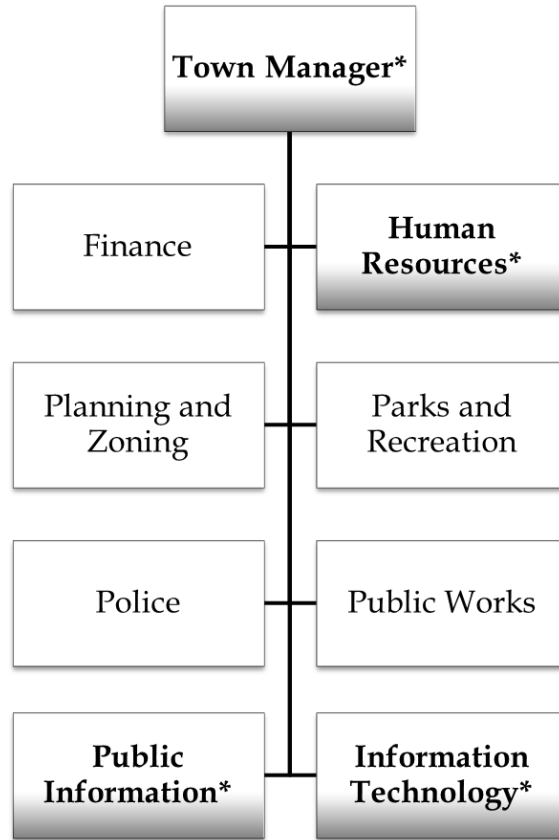 Town Manager*
Finance
Human
Resources*
Planning and
Zoning
Parks and
Recreation
Police
Public Works
Public
Information*
Information
Technology*